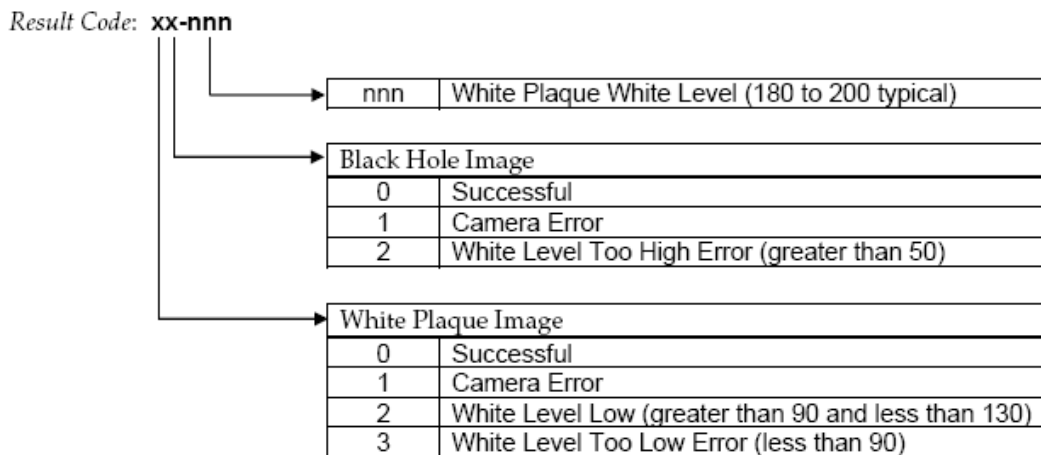 Result Code: xx-nnn
nnn White Plaque White Level (180 to 200 typical)
Black Hole Image
0 Successful
1 Camera Error
2 White Level Too High Error (greater than 50)
White Plaque Image
0 Successful
1 Camera Error
2 White Level Low (greater than 90 and less than 130)
3 White Level Too Low Error (less than 90)